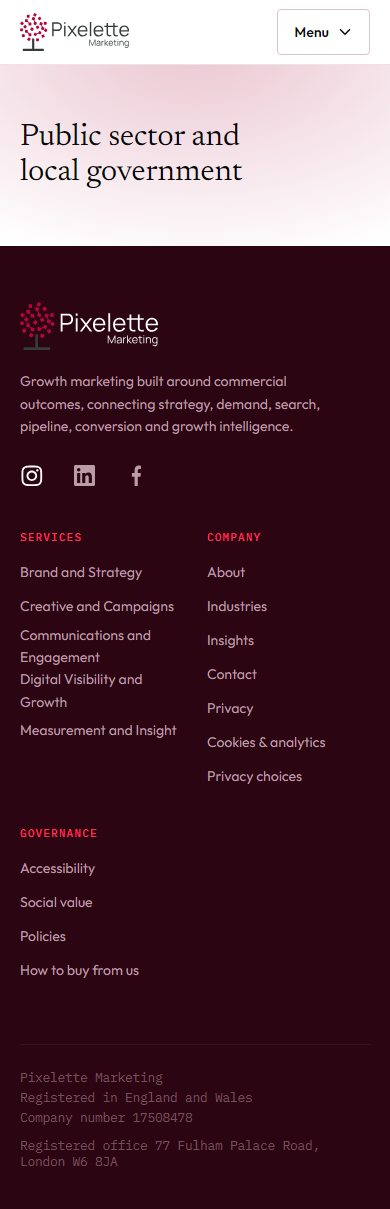 Pixelette
Marketing
Menu
Public sector and
local government
Pixelette
Marketing
Growth marketing built around commercial
outcomes, connecting strategy, demand, search,
pipeline, conversion and growth intelligence.
SERVICES
Brand and Strategy
Creative and Campaigns
Communications and
Engagement
Digital Visibility and
Growth
Measurement and Insight
COMPANY
About
Industries
Insights
Contact
Privacy
Cookies & analytics
Privacy choices
GOVERNANCE
Accessibility
Social value
Policies
How to buy from us
Pixelette Marketing
Registered in England and Wales
Company number 17508478
Registered office 77 Fulham Palace Road,
London W6 8JA